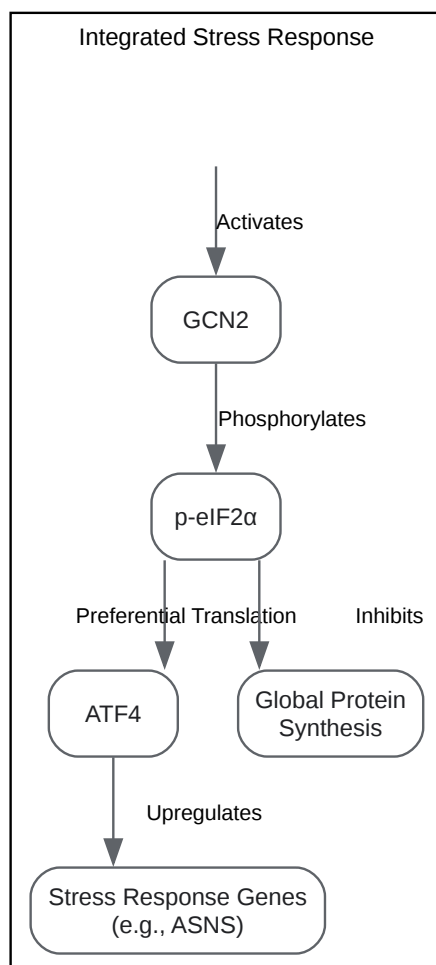 Integrated Stress Response
Activates
GCN2
Phosphorylates
p-eIF2α
Preferential Translation
Inhibits
ATF4
Global Protein
Synthesis
Upregulates
Stress Response Genes
(e.g., ASNS)